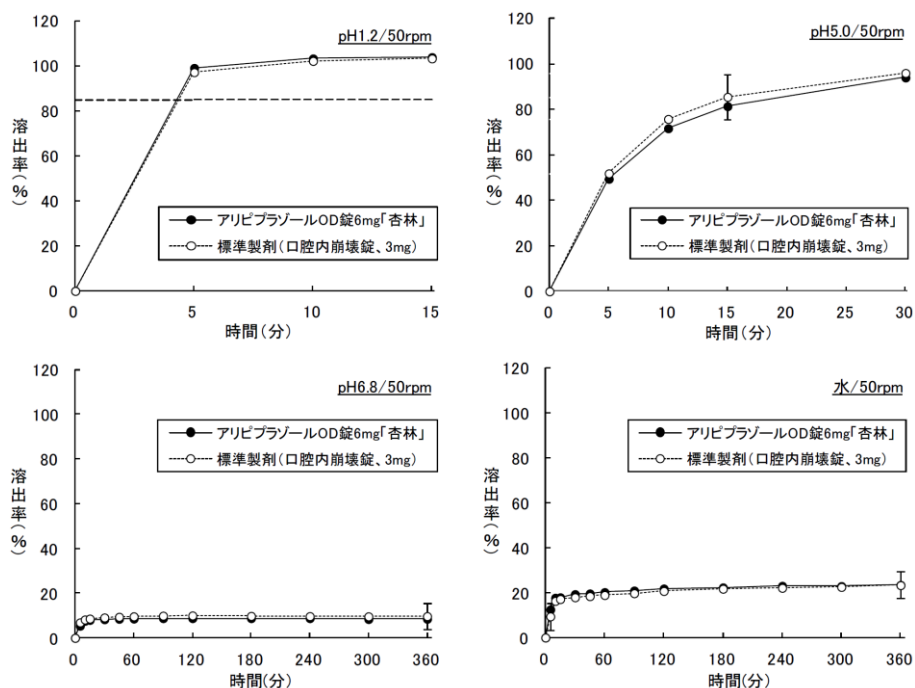 pH1.2/50rpm
120
100
80
60
40
20
0
溶出率(%)
アリピプラゾールOD錠6mg「杏林」
標準製剤(口腔内崩壊錠、3mg)
0 5 10 15
時間(分)
pH5.0/50rpm
120
100
80
60
40
20
0
溶出率(%)
アリピプラゾールOD錠6mg「杏林」
標準製剤(口腔内崩壊錠、3mg)
0 5 10 15 20 25 30
時間(分)
pH6.8/50rpm
120
100
80
60
40
20
0
溶出率(%)
アリピプラゾールOD錠6mg「杏林」
標準製剤(口腔内崩壊錠、3mg)
0 60 120 180 240 300 360
時間(分)
水/50rpm
120
100
80
60
40
20
0
溶出率(%)
アリピプラゾールOD錠6mg「杏林」
標準製剤(口腔内崩壊錠、3mg)
0 60 120 180 240 300 360
時間(分)